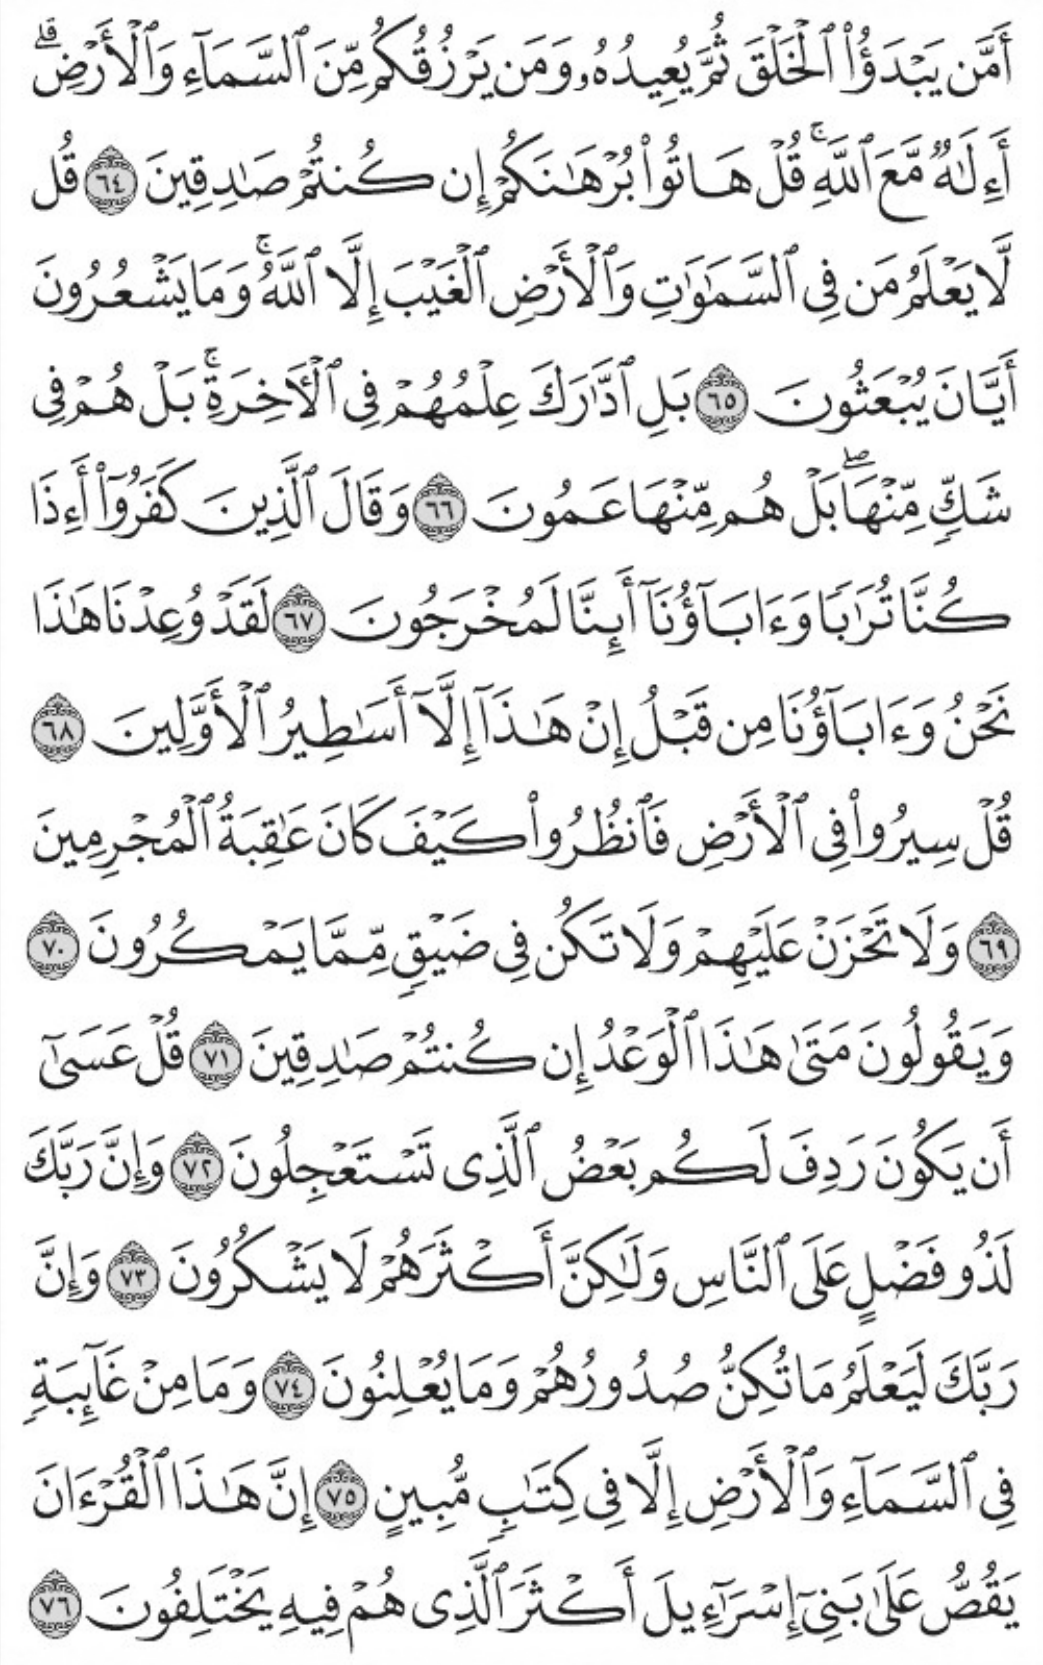 أَمَّن يَبْدَؤُا۟ ٱلْخَلْقَ ثُمَّ يُعِيدُهُۥ وَمَن يَرْزُقُكُم مِّنَ ٱلسَّمَآءِ وَٱلْأَرْضِ ۗ
أَءِلَٰهٌ مَّعَ ٱللَّهِ ۚ قُلْ هَاتُوا۟ بُرْهَٰنَكُمْ إِن كُنتُمْ صَٰدِقِينَ ٦٤ قُل
لَّا يَعْلَمُ مَن فِى ٱلسَّمَٰوَٰتِ وَٱلْأَرْضِ ٱلْغَيْبَ إِلَّا ٱللَّهُ ۚ وَمَا يَشْعُرُونَ
أَيَّانَ يُبْعَثُونَ ٦٥ بَلِ ٱدَّٰرَكَ عِلْمُهُمْ فِى ٱلْءَاخِرَةِ ۚ بَلْ هُمْ فِى
شَكٍّ مِّنْهَا ۖ بَلْ هُم مِّنْهَا عَمُونَ ٦٦ وَقَالَ ٱلَّذِينَ كَفَرُوٓا۟ أَءِذَا
كُنَّا تُرَٰبًا وَءَابَآؤُنَآ أَئِنَّا لَمُخْرَجُونَ ٦٧ لَقَدْ وُعِدْنَا هَٰذَا
نَحْنُ وَءَابَآؤُنَا مِن قَبْلُ إِنْ هَٰذَآ إِلَّآ أَسَٰطِيرُ ٱلْأَوَّلِينَ ٦٨
قُلْ سِيرُوا۟ فِى ٱلْأَرْضِ فَٱنظُرُوا۟ كَيْفَ كَانَ عَٰقِبَةُ ٱلْمُجْرِمِينَ
٦٩ وَلَا تَحْزَنْ عَلَيْهِمْ وَلَا تَكُن فِى ضَيْقٍ مِّمَّا يَمْكُرُونَ ٧٠
وَيَقُولُونَ مَتَىٰ هَٰذَا ٱلْوَعْدُ إِن كُنتُمْ صَٰدِقِينَ ٧١ قُلْ عَسَىٰٓ
أَن يَكُونَ رَدِفَ لَكُم بَعْضُ ٱلَّذِى تَسْتَعْجِلُونَ ٧٢ وَإِنَّ رَبَّكَ
لَذُو فَضْلٍ عَلَى ٱلنَّاسِ وَلَٰكِنَّ أَكْثَرَهُمْ لَا يَشْكُرُونَ ٧٣ وَإِنَّ
رَبَّكَ لَيَعْلَمُ مَا تُكِنُّ صُدُورُهُمْ وَمَا يُعْلِنُونَ ٧٤ وَمَا مِنْ غَآئِبَةٍ
فِى ٱلسَّمَآءِ وَٱلْأَرْضِ إِلَّا فِى كِتَٰبٍ مُّبِينٍ ٧٥ إِنَّ هَٰذَا ٱلْقُرْءَانَ
يَقُصُّ عَلَىٰ بَنِىٓ إِسْرَٰٓءِيلَ أَكْثَرَ ٱلَّذِى هُمْ فِيهِ يَخْتَلِفُونَ ٧٦